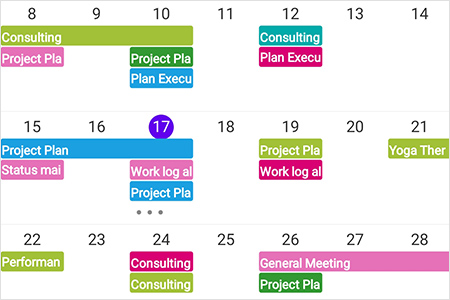 8 9 10 11 12 13 14
Consulting Consulting
Project Pla Project Pla Plan Execu
Plan Execu
15 16 17 18 19 20 21
Project Plan Project Pla Yoga Ther
Status mai Work log al Work log al
Project Pla
22 23 24 25 26 27 28
Performan Consulting General Meeting
Consulting Project Pla